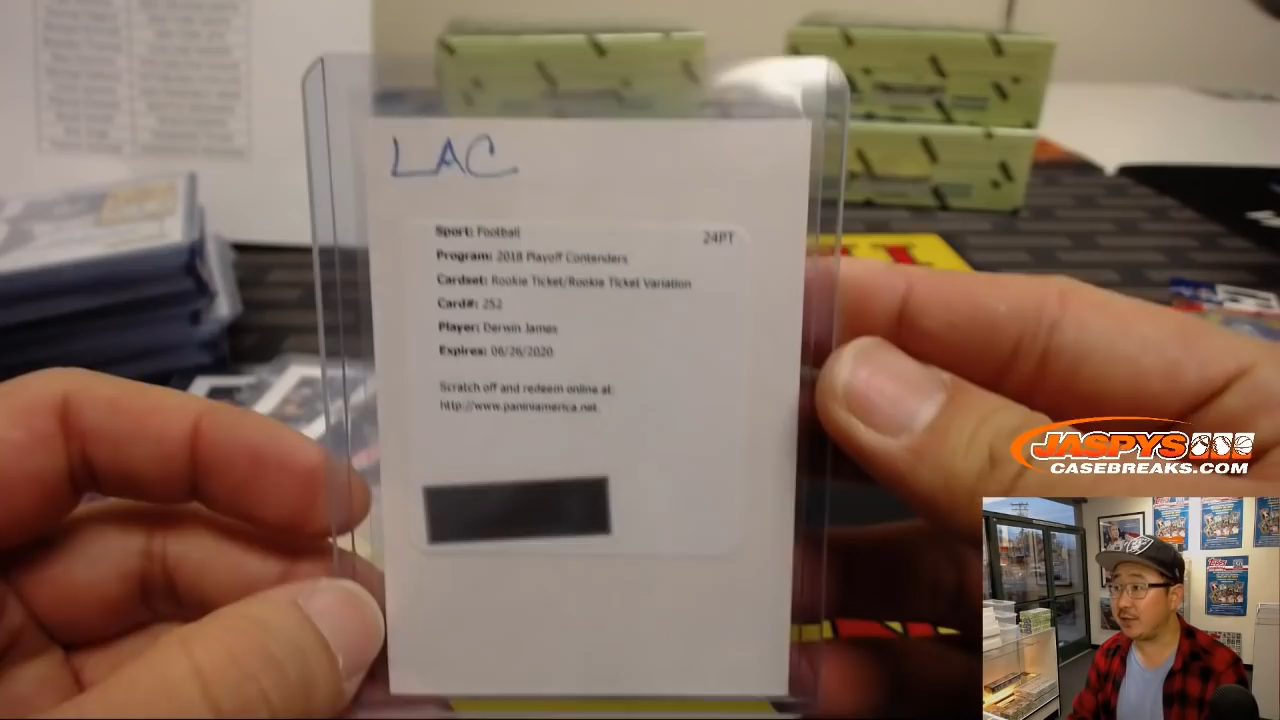 LAC
Sport: Football
24PT
Program: 2018 Playoff Contenders
Cardset: Rookie Ticket/Rookie Ticket Variation
Card#: 252
Player: Derwin James
Expires: 06/26/2020
Scratch off and redeem online at:
http://www.paniniamerica.net.
JASPYS
CASEBREAKS.COM